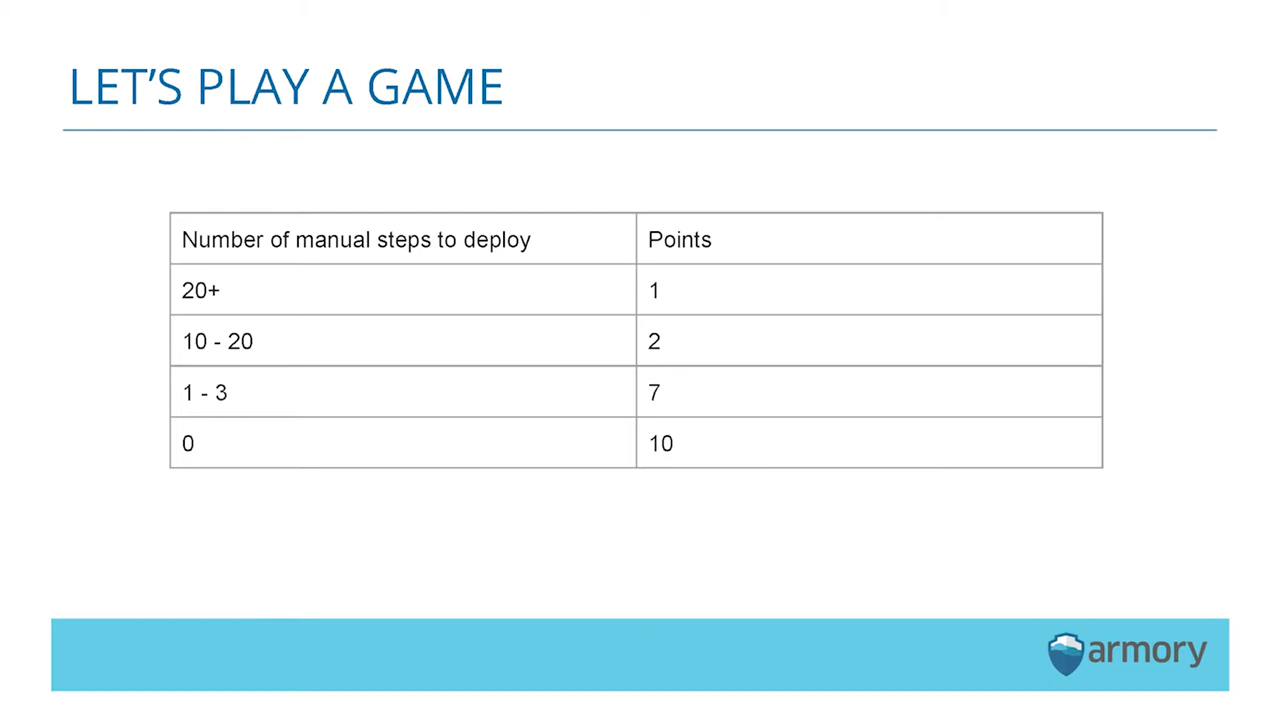 LET’S PLAY A GAME
Number of manual steps to deploy Points
20+ 1
10 - 20 2
1 - 3 7
0 10
armory